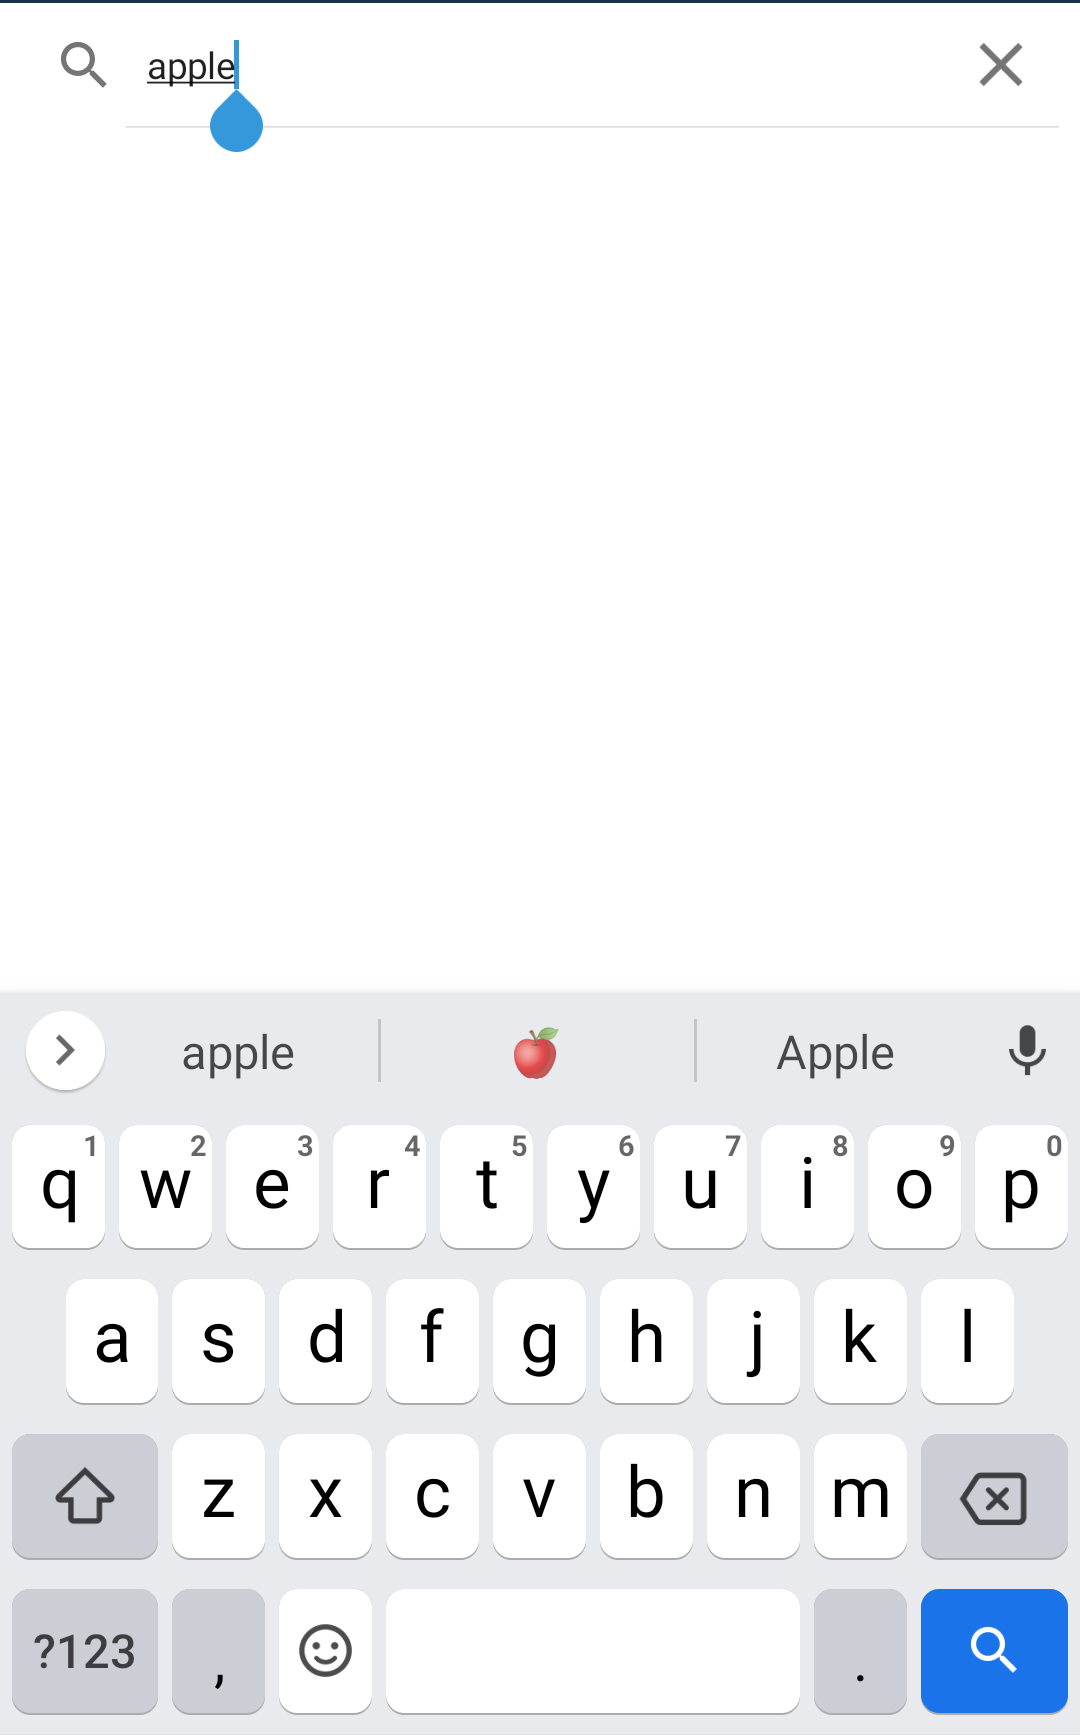 apple
apple Apple
1 2 3 4 5 6 7 8 9 0
q w e r t y u i o p
a s d f g h j k l
z x c v b n m
?123 , .